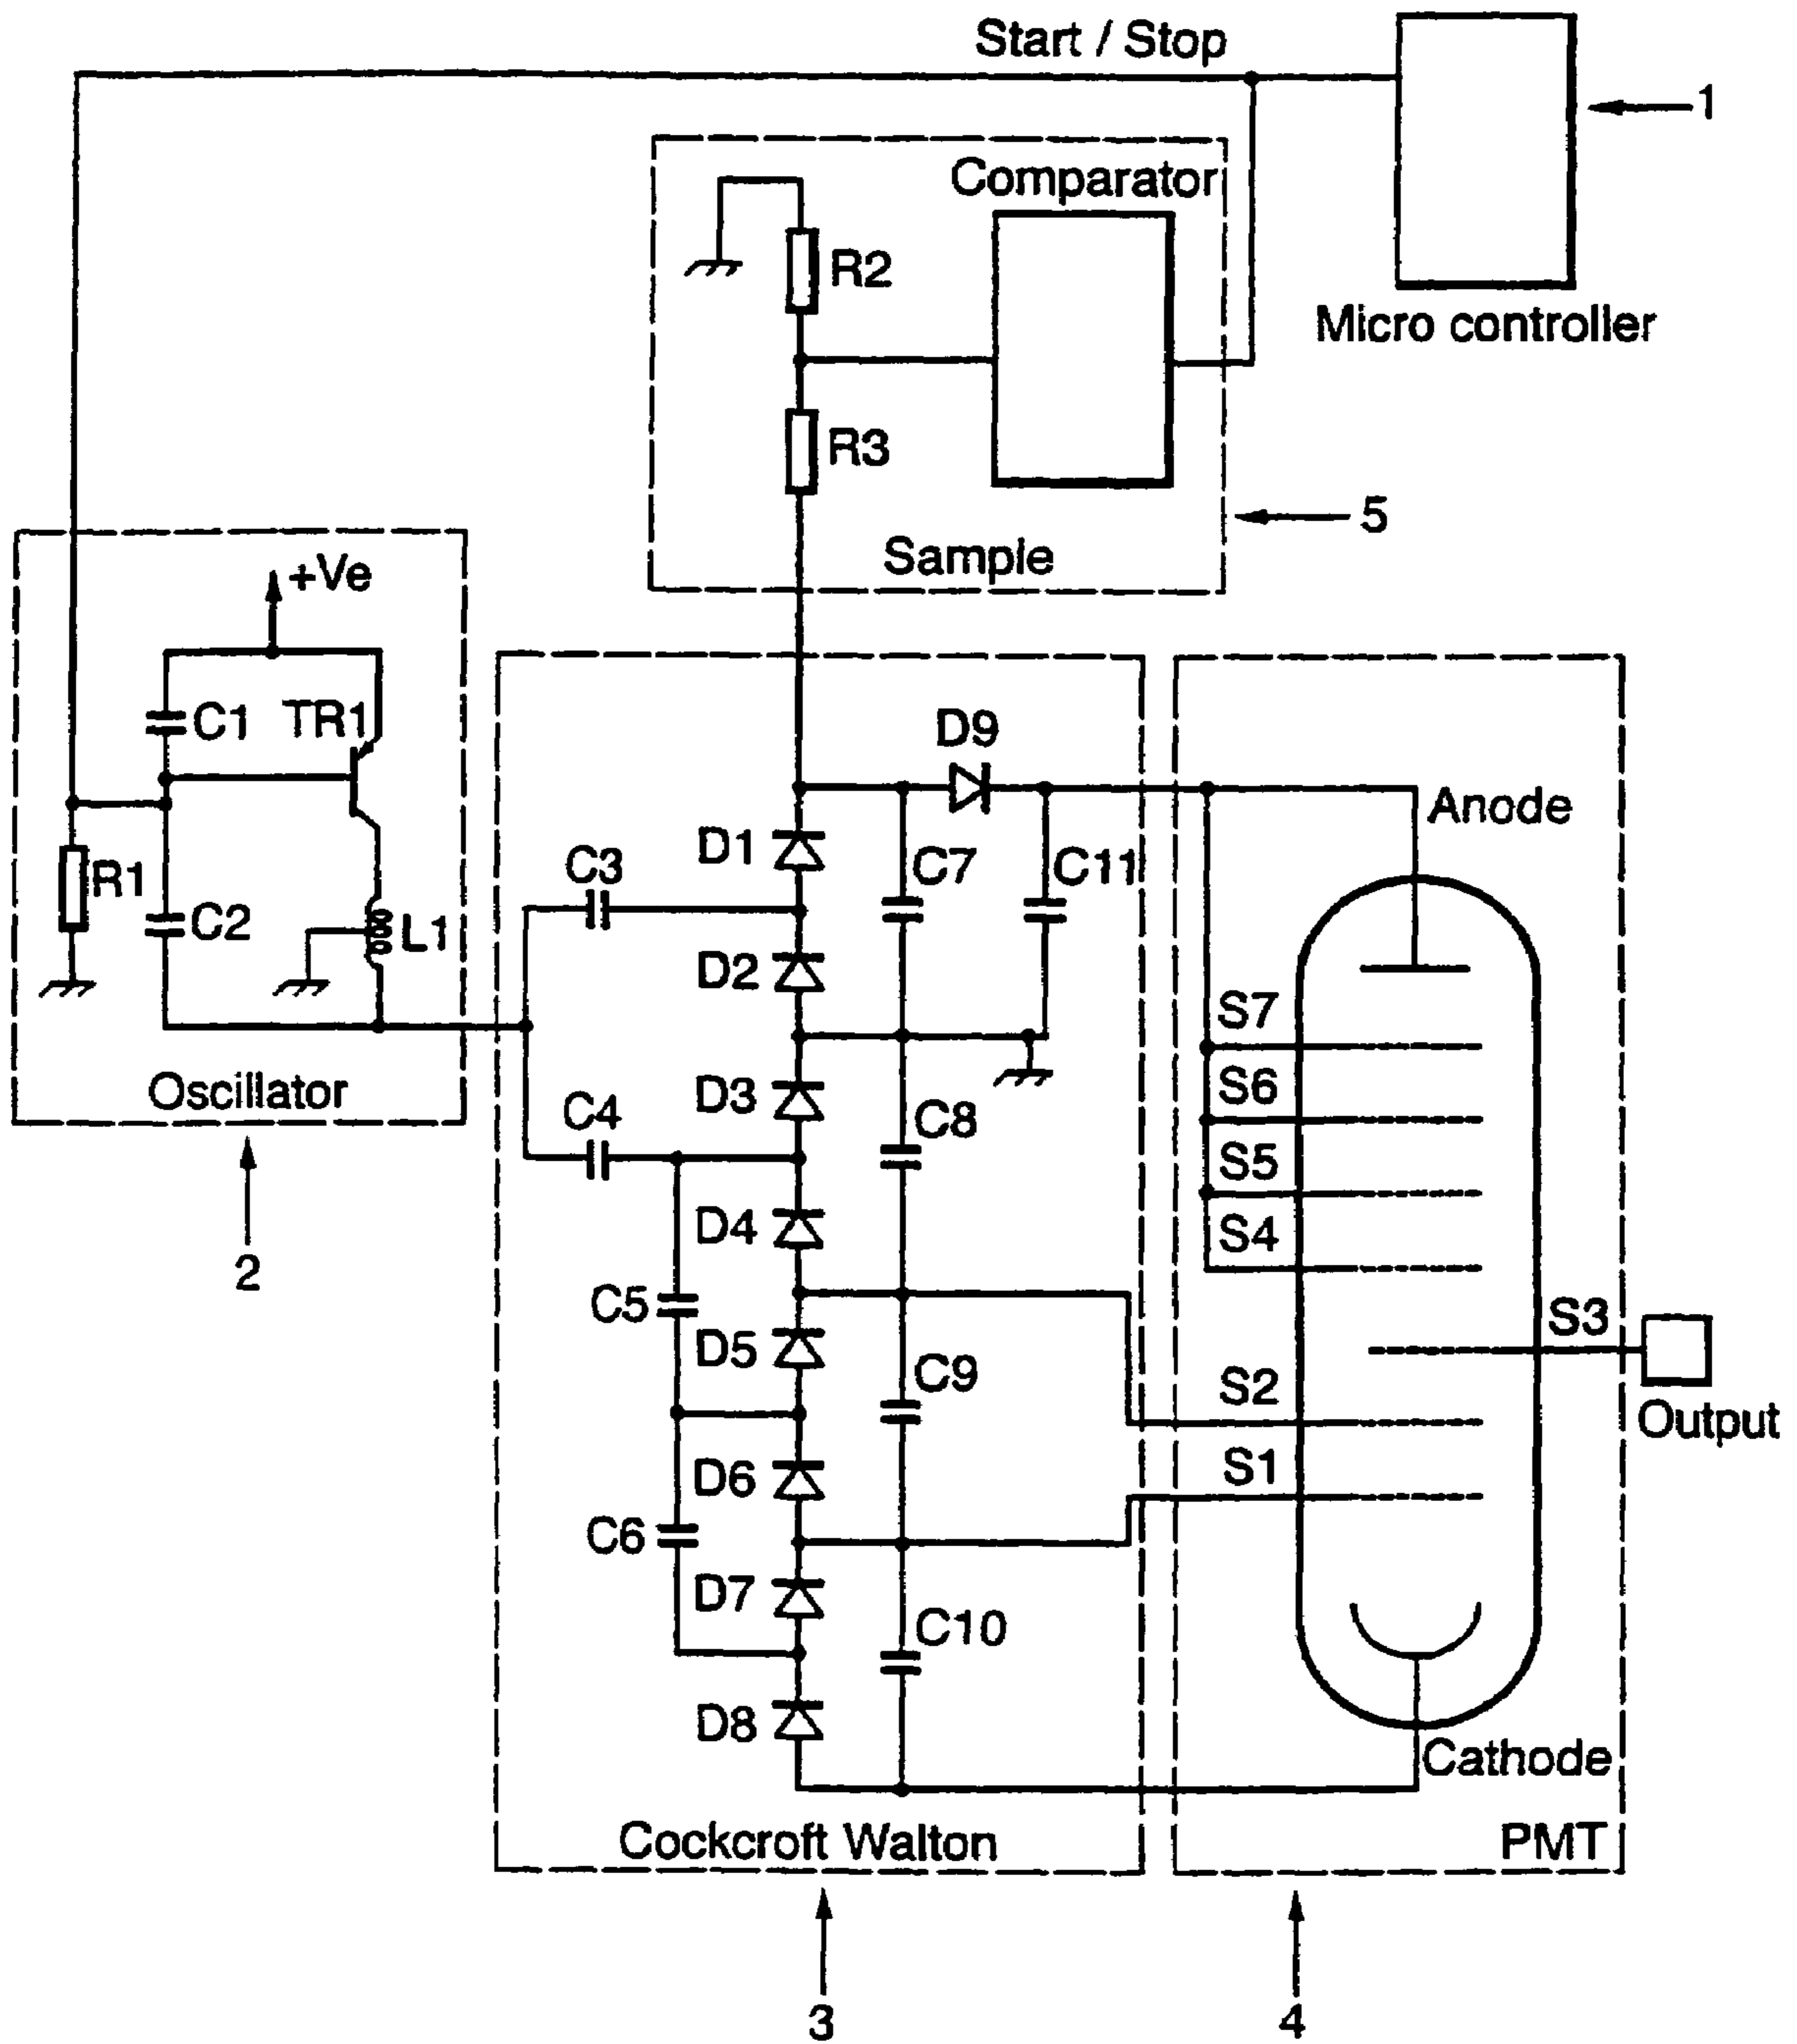 Start / Stop
1
Comparator
R2
Micro controller
R3
5
Sample
+Ve
C1
TR1
D9
Anode
D1
C3
C7
C11
R1
C2
L1
D2
S7
Oscillator
D3
C4
C8
S6
S5
D4
S4
2
C5
D5
C9
S3
S2
Output
D6
S1
C6
D7
C10
D8
Cathode
Cockcroft Walton
PMT
3
4